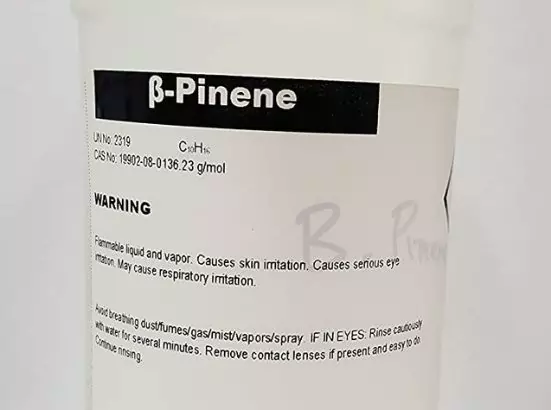 β-Pinene
UN No: 2319 C₁₀H₁₆
CAS No: 19902-08-0136.23 g/mol
WARNING
Flammable liquid and vapor. Causes skin irritation. Causes serious eye
irritation. May cause respiratory irritation.
B-Pinen
Avoid breathing dust/fumes/gas/mist/vapors/spray. IF IN EYES: Rinse cautiously
with water for several minutes. Remove contact lenses if present and easy to do.
Continue rinsing.